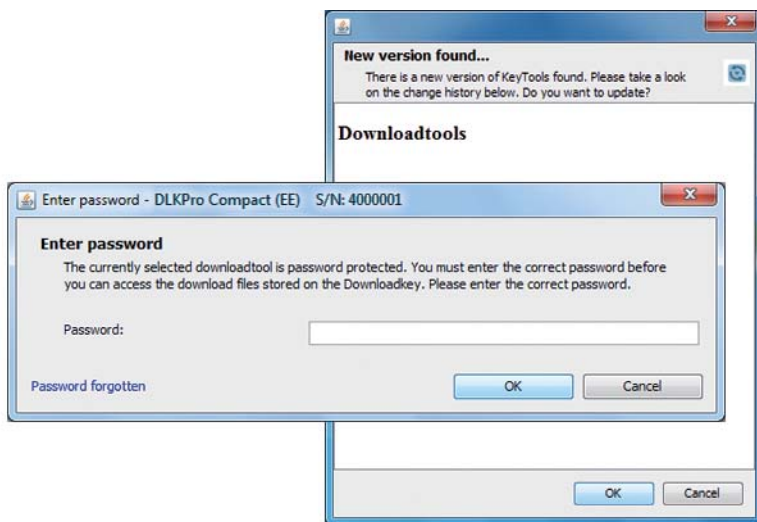 New version found...
There is a new version of KeyTools found. Please take a look
on the change history below. Do you want to update?
Downloadtools
Enter password - DLKPro Compact (EE) S/N: 4000001
Enter password
The currently selected downloadtool is password protected. You must enter the correct password before
you can access the download files stored on the Downloadkey. Please enter the correct password.
Password:
Password forgotten
OK
Cancel
OK
Cancel